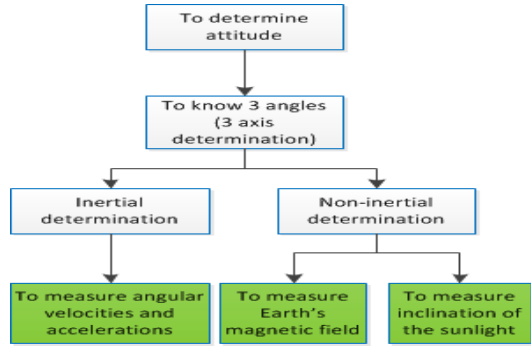 To determine
attitude
To know 3 angles
(3 axis
determination)
Inertial
determination
Non-inertial
determination
To measure angular
velocities and
accelerations
To measure
Earth's
magnetic field
To measure
inclination of
the sunlight